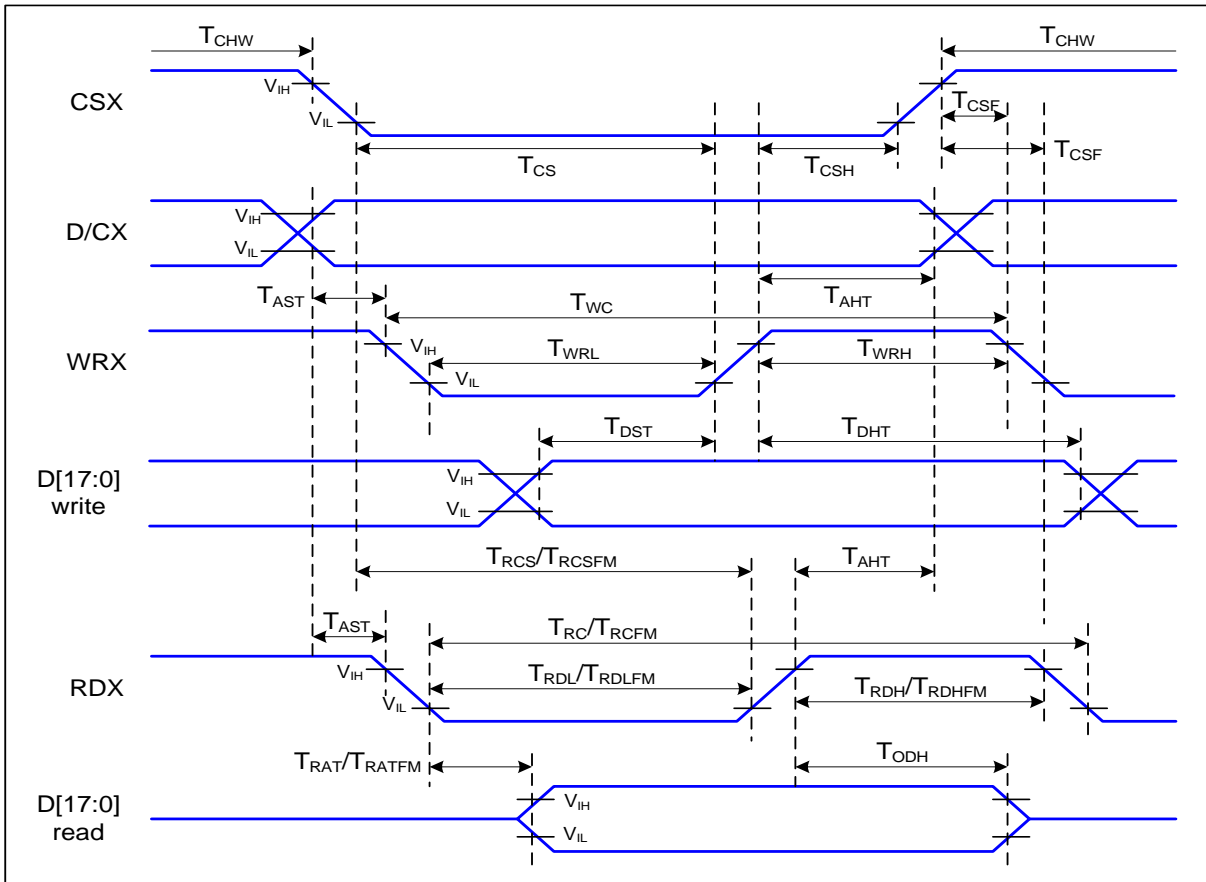 TCHW
TCHW
CSX
VIH
VIL
TCSF
TCSF
TCS
TCSH
D/CX
VIH
VIL
TAST
TWC
TAHT
WRX
VIH
VIL
TWRL
TWRH
TDST
TDHT
D[17:0]
write
VIH
VIL
TRCS/TRCSFM
TAHT
TAST
TRC/TRCFM
RDX
VIH
VIL
TRDL/TRDLFM
TRDH/TRDHFM
TRAT/TRATFM
TODH
D[17:0]
read
VIH
VIL